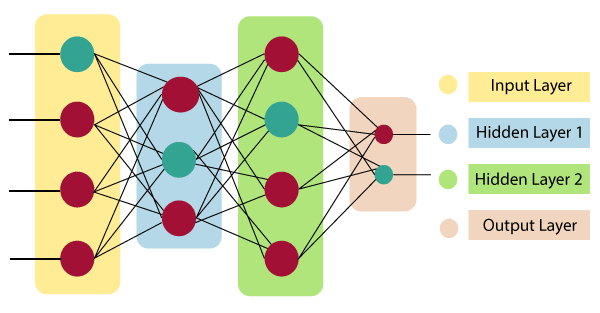 Input Layer
Hidden Layer 1
Hidden Layer 2
Output Layer